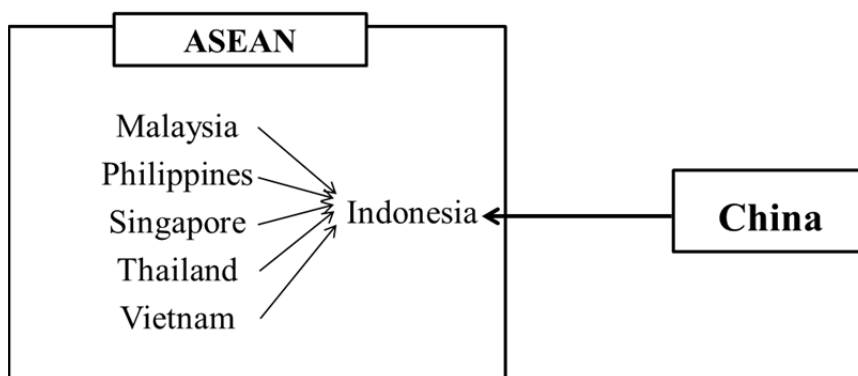 ASEAN
Malaysia
Philippines
Singapore
Thailand
Vietnam
Indonesia
China